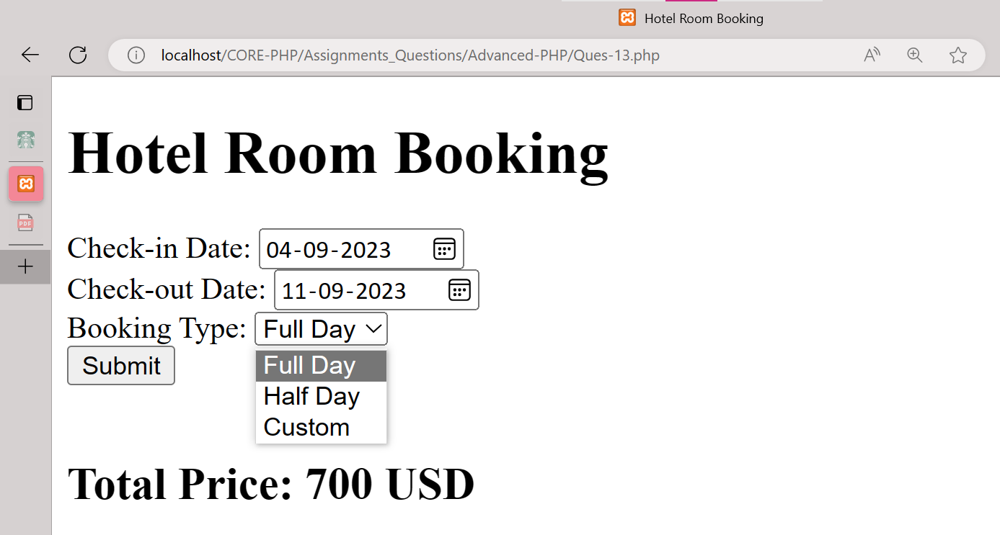 Hotel Room Booking
localhost/CORE-PHP/Assignments_Questions/Advanced-PHP/Ques-13.php
A
PDF
Hotel Room Booking
Check-in Date: 04-09-2023
Check-out Date: 11-09-2023
Booking Type: Full Day
Submit
Full Day
Half Day
Custom
Total Price: 700 USD